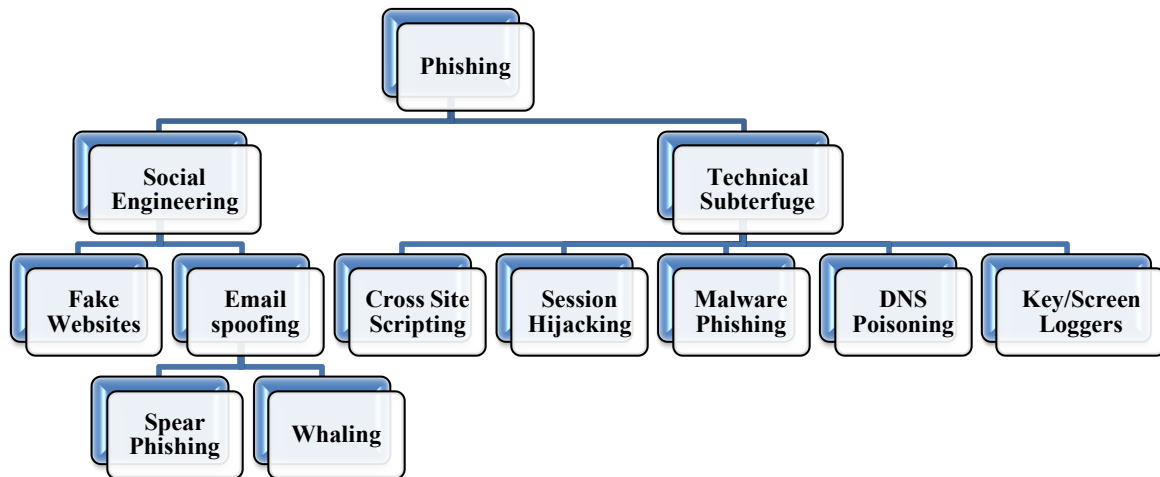 Phishing
Social
Engineering
Technical
Subterfuge
Fake
Websites
Email
spoofing
Cross Site
Scripting
Session
Hijacking
Malware
Phishing
DNS
Poisoning
Key/Screen
Loggers
Spear
Phishing
Whaling